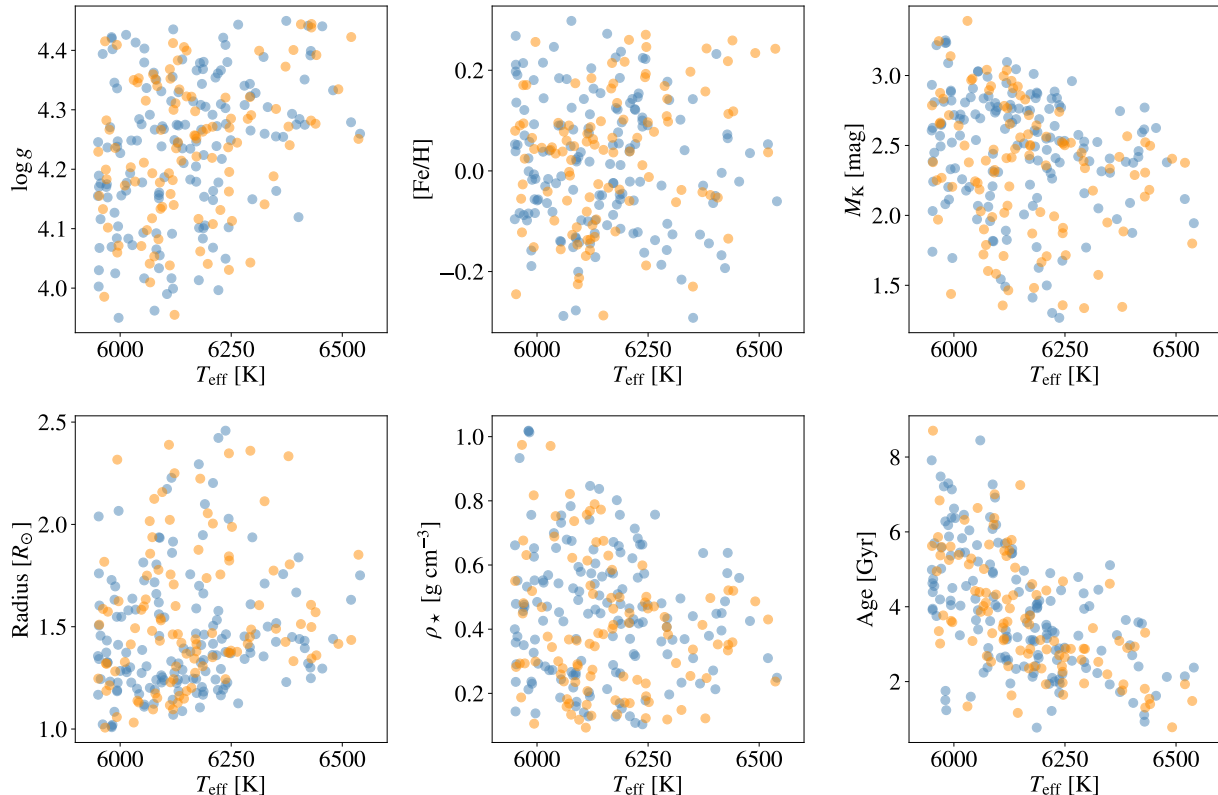 log g
4.4
4.3
4.2
4.1
4.0
6000 6250 6500
T_eff [K]
[Fe/H]
0.2
0.0
−0.2
6000 6250 6500
T_eff [K]
M_K [mag]
3.0
2.5
2.0
1.5
6000 6250 6500
T_eff [K]
Radius [R_⊙]
2.5
2.0
1.5
1.0
6000 6250 6500
T_eff [K]
ρ_⋆ [g cm⁻³]
1.0
0.8
0.6
0.4
0.2
6000 6250 6500
T_eff [K]
Age [Gyr]
8
6
4
2
6000 6250 6500
T_eff [K]